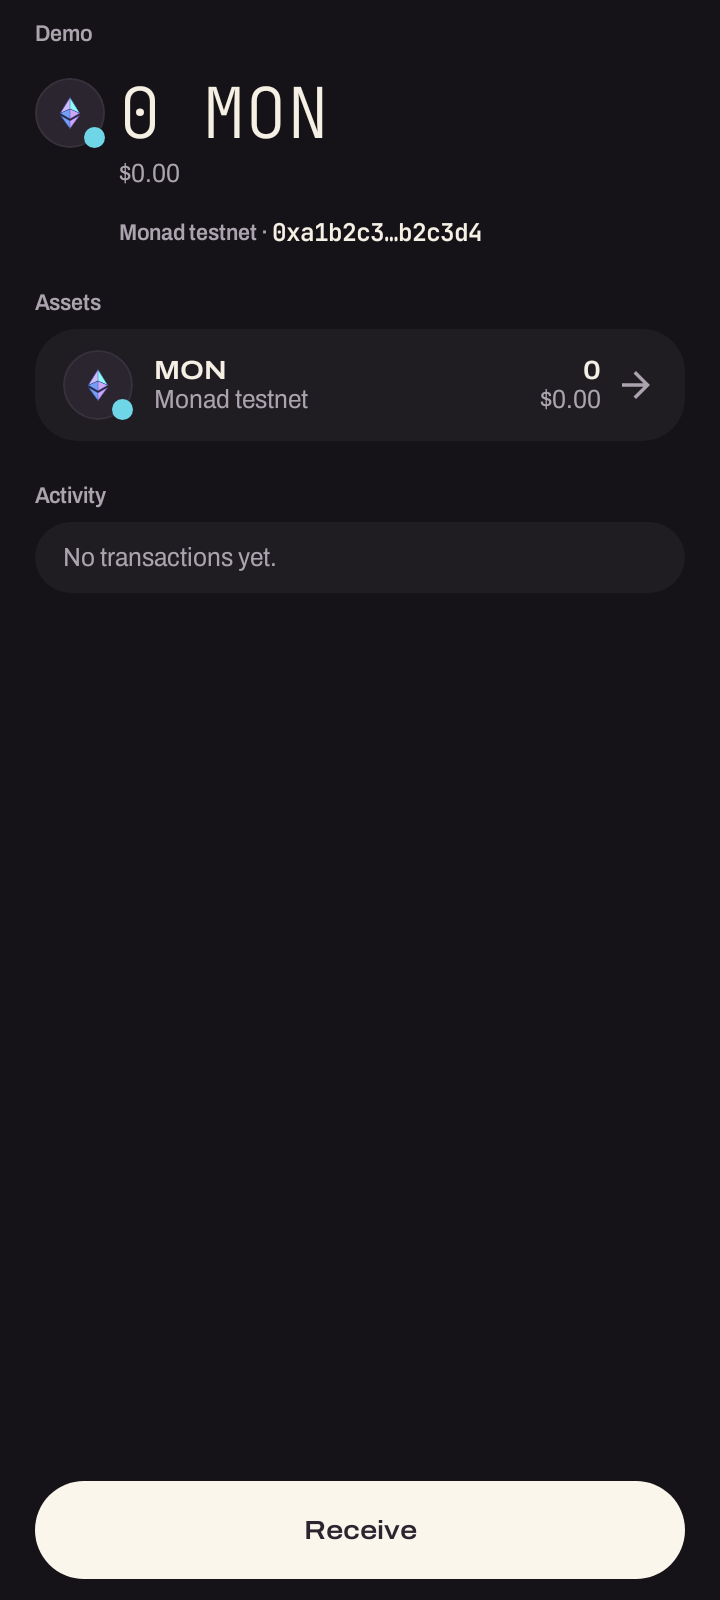 Demo
0 MON
$0.00
Monad testnet · 0xa1b2c3…b2c3d4
Assets
MON 0
Monad testnet $0.00
Activity
No transactions yet.
Receive